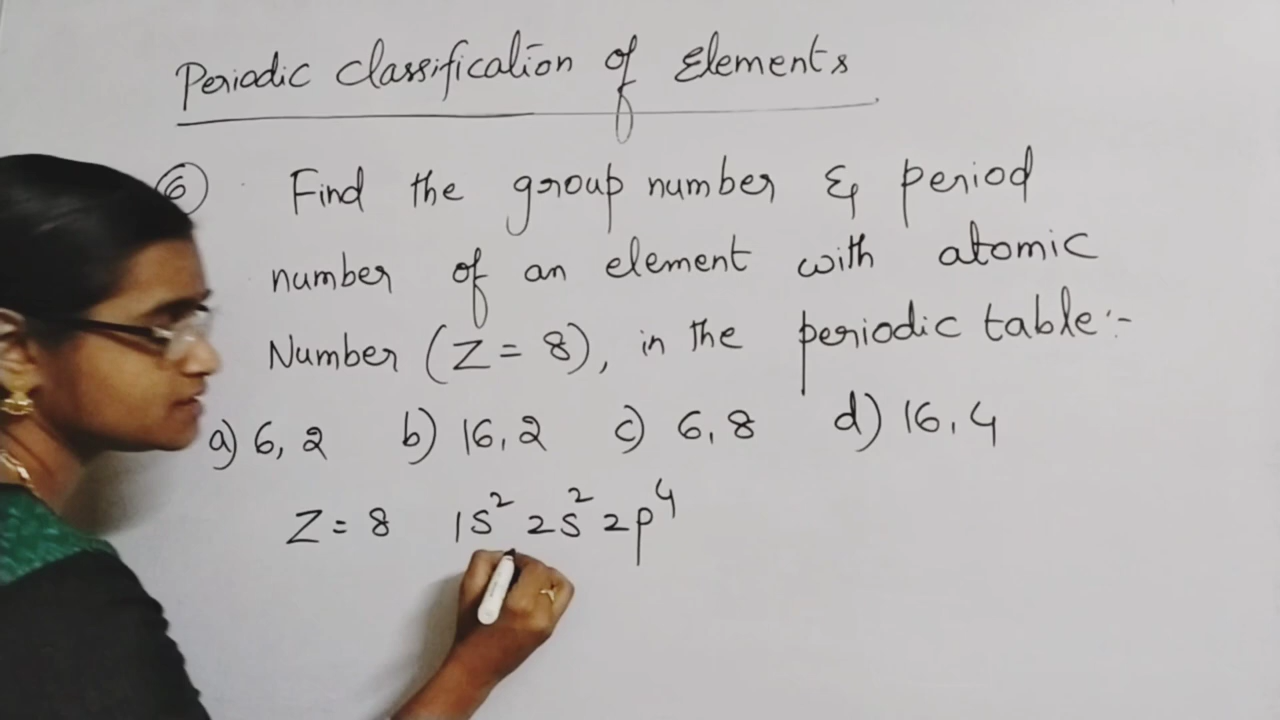 Periodic Classification of Elements
⑥ Find the group number & period
number of an element with atomic
Number (Z = 8), in the periodic table:-
a) 6, 2 b) 16, 2 c) 6, 8 d) 16, 4
Z = 8 1S² 2S² 2P⁴